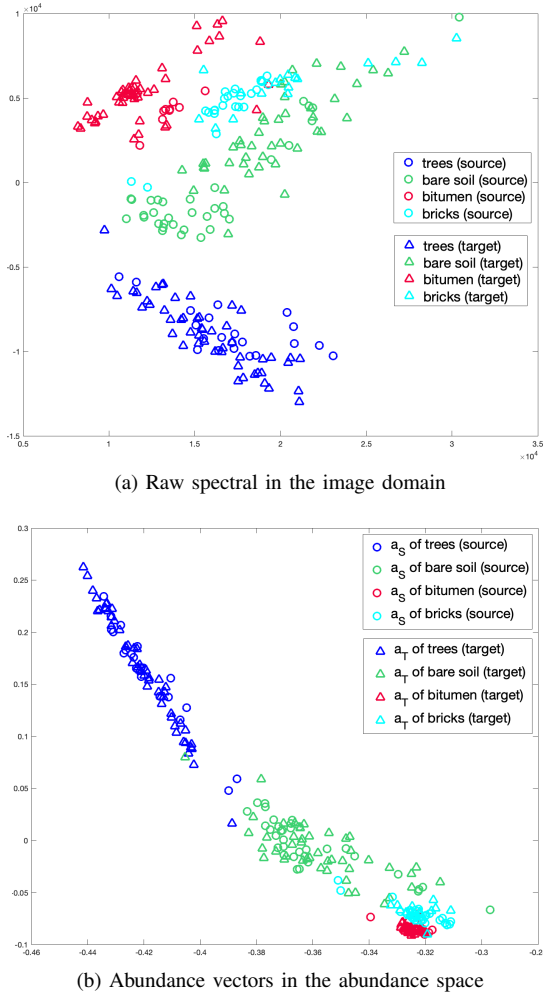 ×10⁴
1
0.5
0
-0.5
-1
-1.5
0.5 1 1.5 2 2.5 3 3.5
×10⁴
trees (source)
bare soil (source)
bitumen (source)
bricks (source)
trees (target)
bare soil (target)
bitumen (target)
bricks (target)
(a) Raw spectral in the image domain
0.3
0.25
0.2
0.15
0.1
0.05
0
-0.05
-0.1
-0.46 -0.44 -0.42 -0.4 -0.38 -0.36 -0.34 -0.32 -0.3 -0.2
a_S of trees (source)
a_S of bare soil (source)
a_S of bitumen (source)
a_S of bricks (source)
a_T of trees (target)
a_T of bare soil (target)
a_T of bitumen (target)
a_T of bricks (target)
(b) Abundance vectors in the abundance space